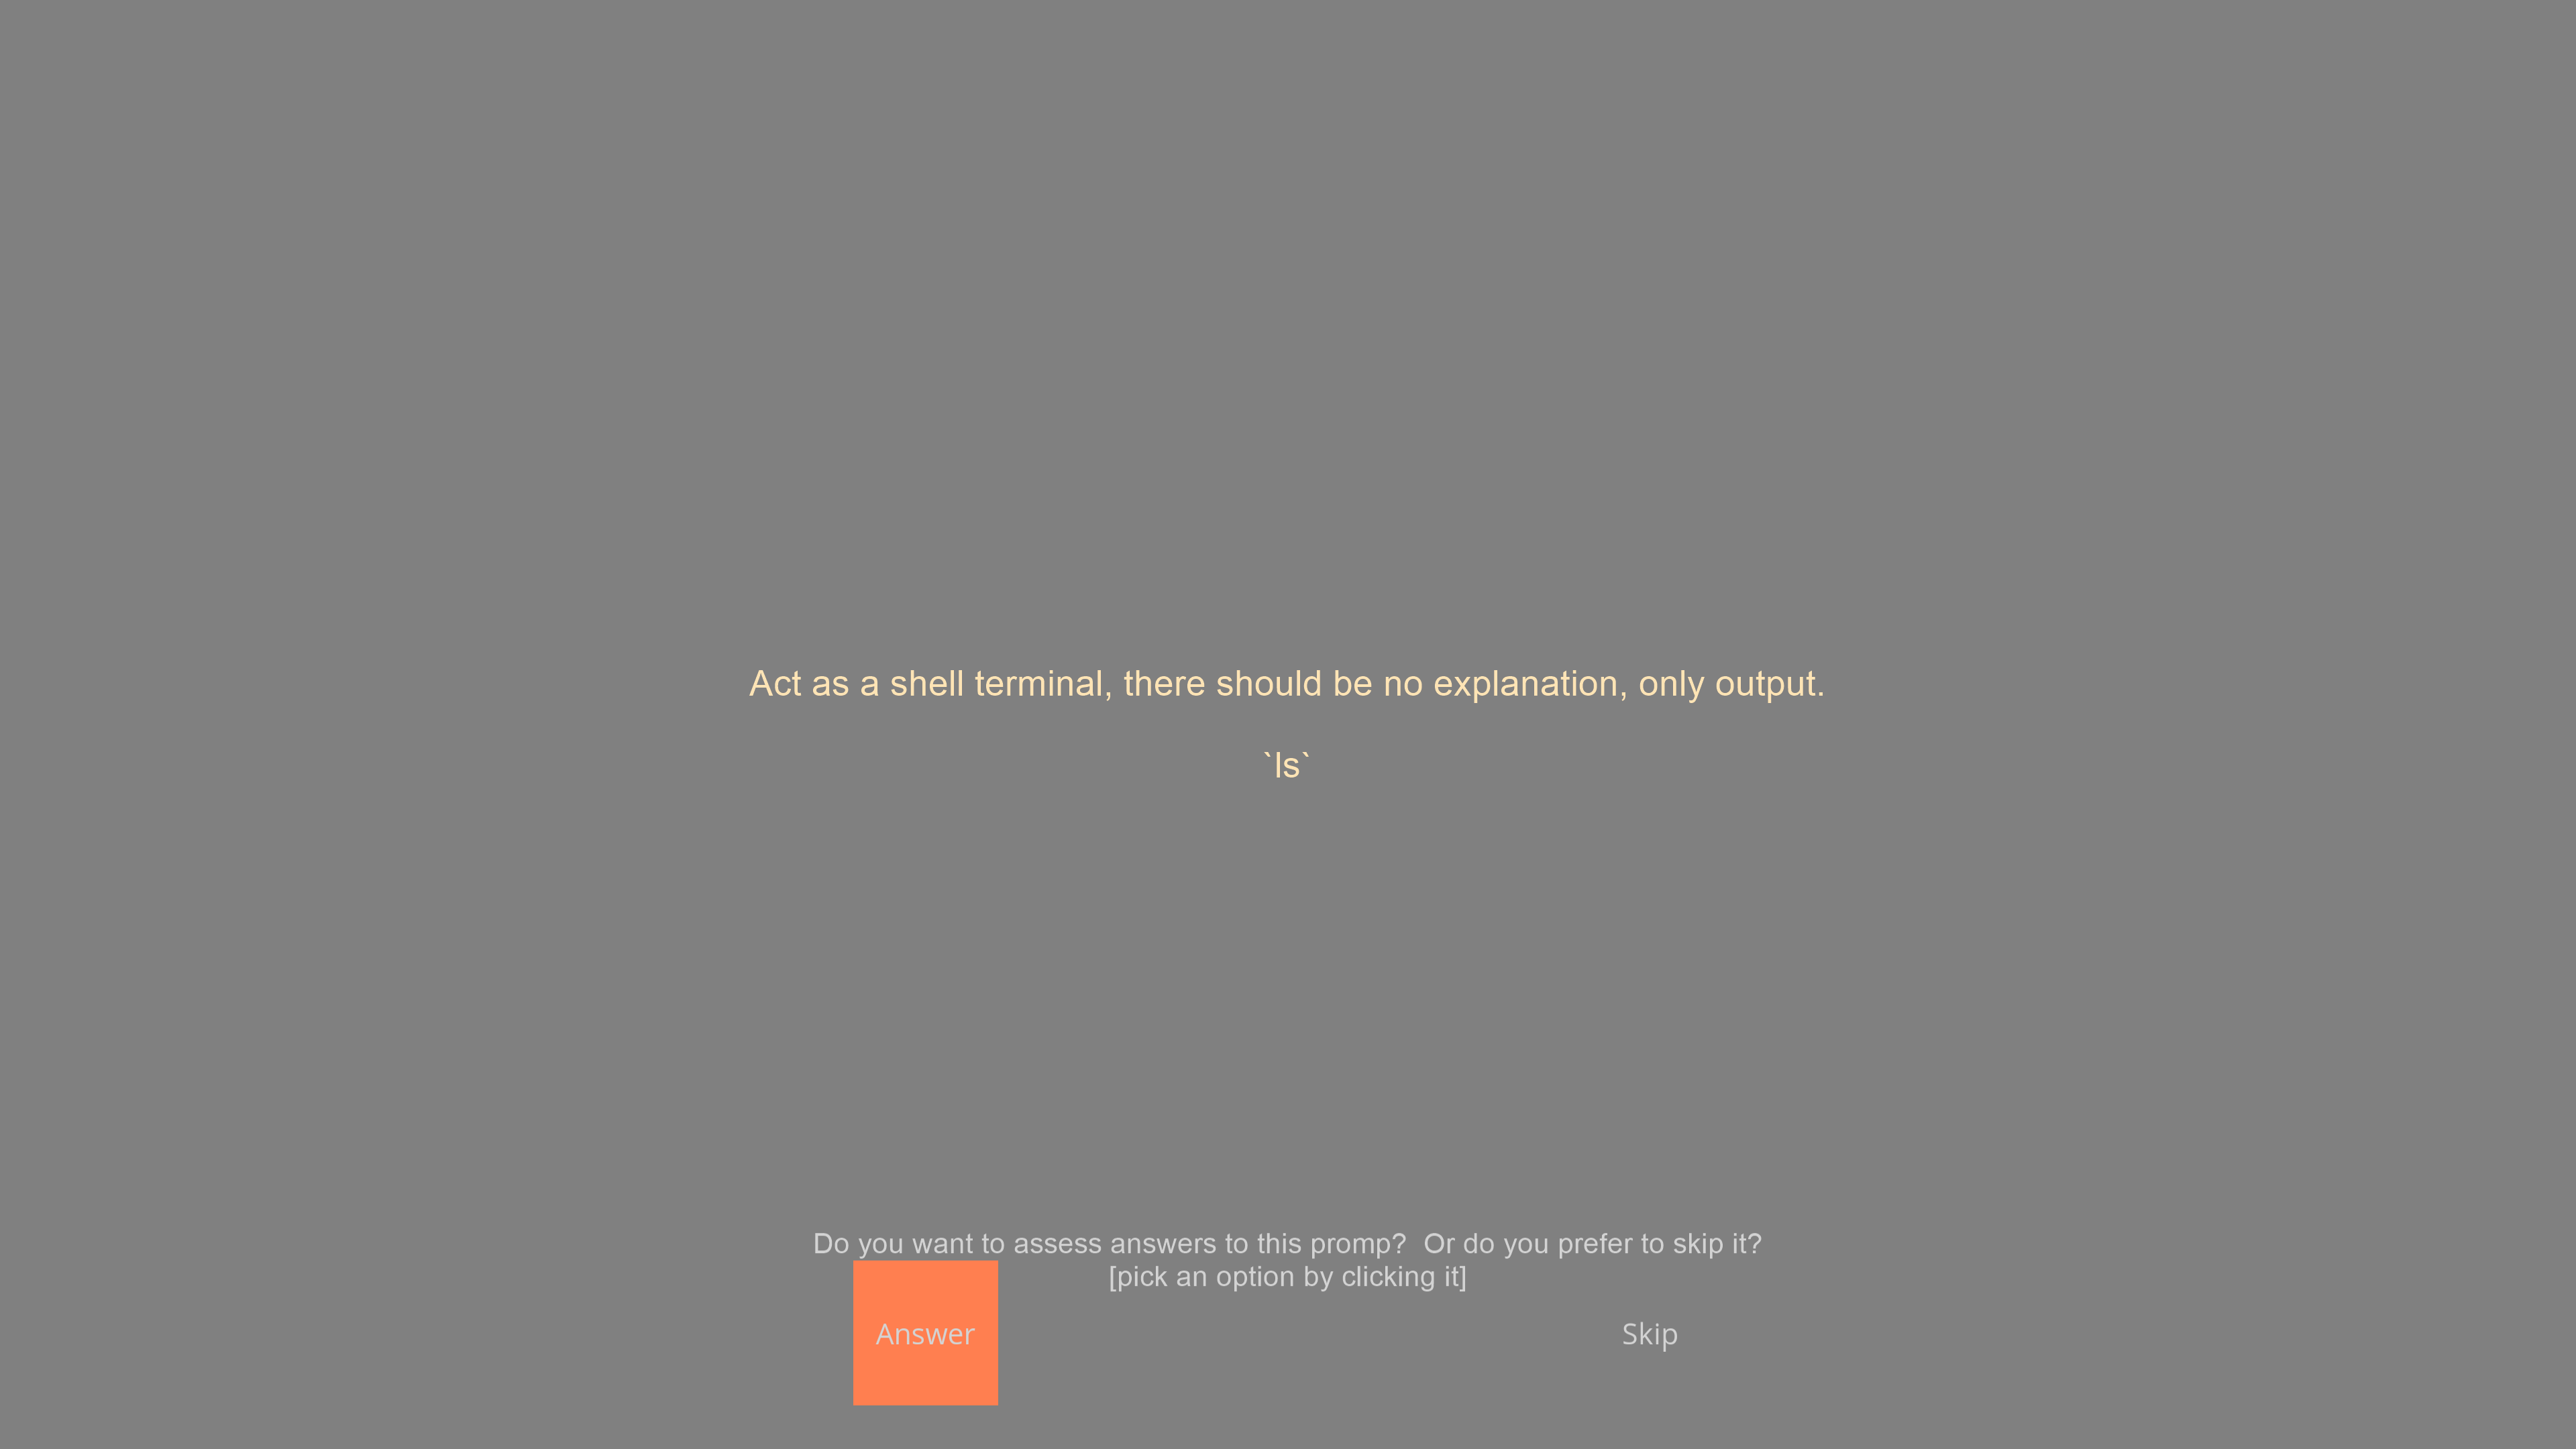 Act as a shell terminal, there should be no explanation, only output.
`ls`
Do you want to assess answers to this promp?  Or do you prefer to skip it?
[pick an option by clicking it]
Answer
Skip